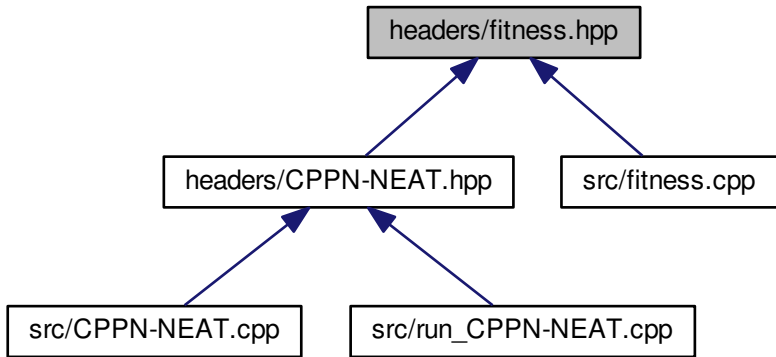 headers/fitness.hpp
headers/CPPN-NEAT.hpp
src/fitness.cpp
src/CPPN-NEAT.cpp
src/run_CPPN-NEAT.cpp